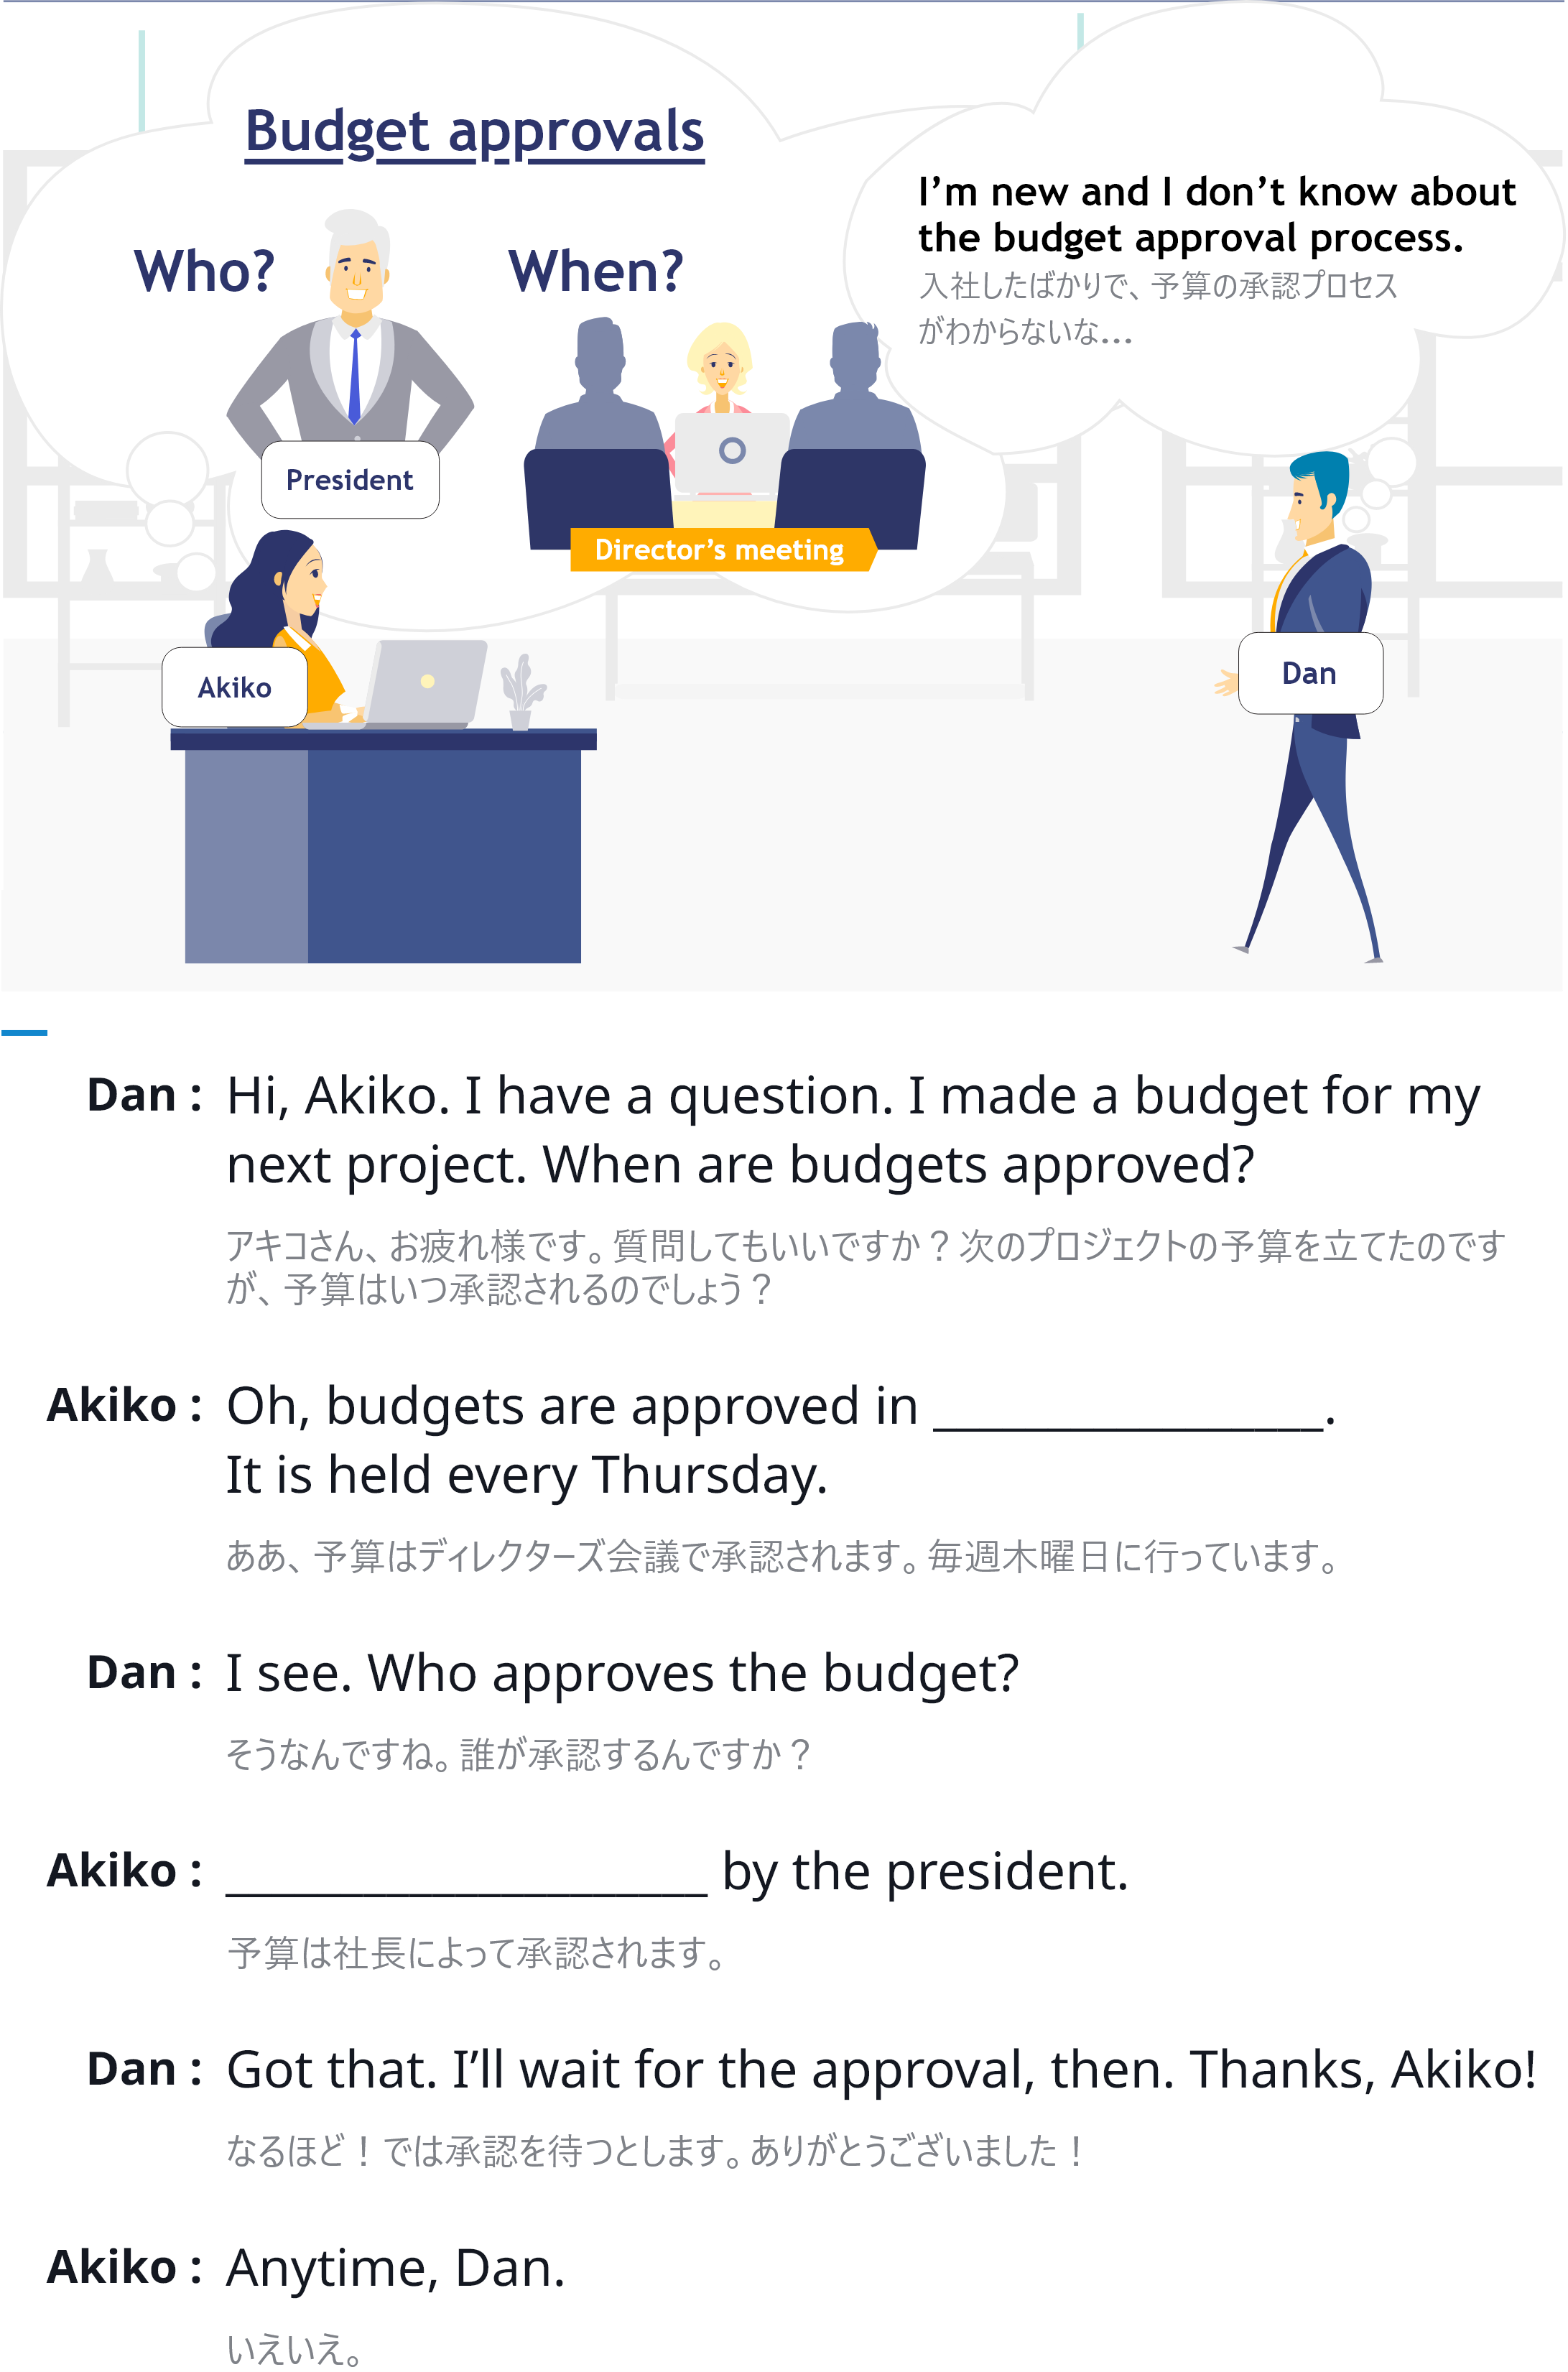 Budget approvals
Who?
When?
I’m new and I don’t know about
the budget approval process.
入社したばかりで、予算の承認プロセス
がわからないな...
President
Director’s meeting
Akiko
Dan
Dan : Hi, Akiko. I have a question. I made a budget for my
next project. When are budgets approved?
アキコさん、お疲れ様です。質問してもいいですか？次のプロジェクトの予算を立てたのです
が、予算はいつ承認されるのでしょう？
Akiko : Oh, budgets are approved in _______________.
It is held every Thursday.
ああ、予算はディレクターズ会議で承認されます。毎週木曜日に行っています。
Dan : I see. Who approves the budget?
そうなんですね。誰が承認するんですか？
Akiko : ___________________ by the president.
予算は社長によって承認されます。
Dan : Got that. I’ll wait for the approval, then. Thanks, Akiko!
なるほど！では承認を待つとします。ありがとうございました！
Akiko : Anytime, Dan.
いえいえ。